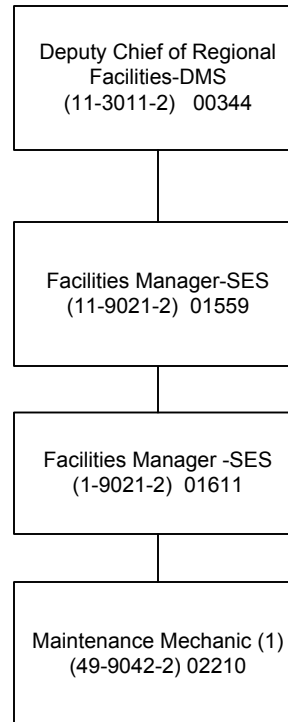 Deputy Chief of Regional
Facilities-DMS
(11-3011-2) 00344
Facilities Manager-SES
(11-9021-2) 01559
Facilities Manager -SES
(1-9021-2) 01611
Maintenance Mechanic (1)
(49-9042-2) 02210